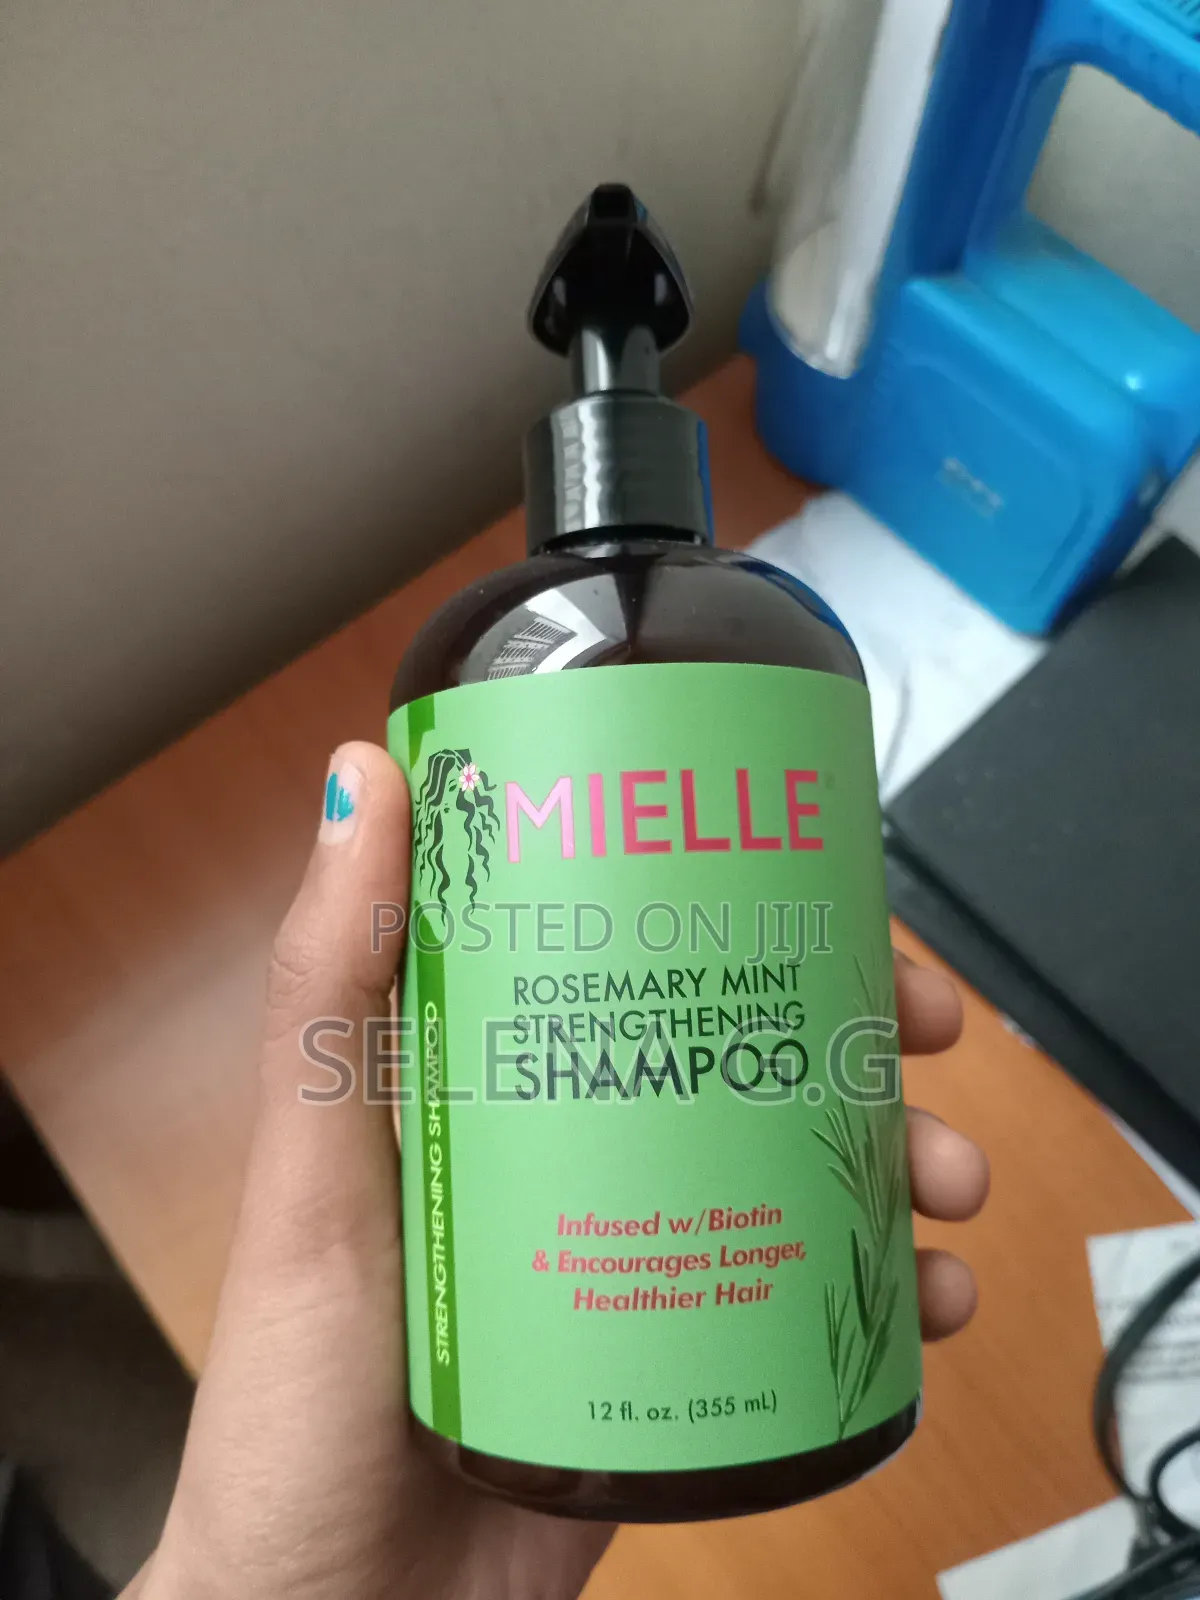 MIELLE
POSTED ON JIJI
ROSEMARY MINT
STRENGTHENING
SHAMPOO
SELENA G.G
STRENGTHENING SHAMPOO
Infused w/Biotin
& Encourages Longer,
Healthier Hair
12 fl. oz. (355 mL)